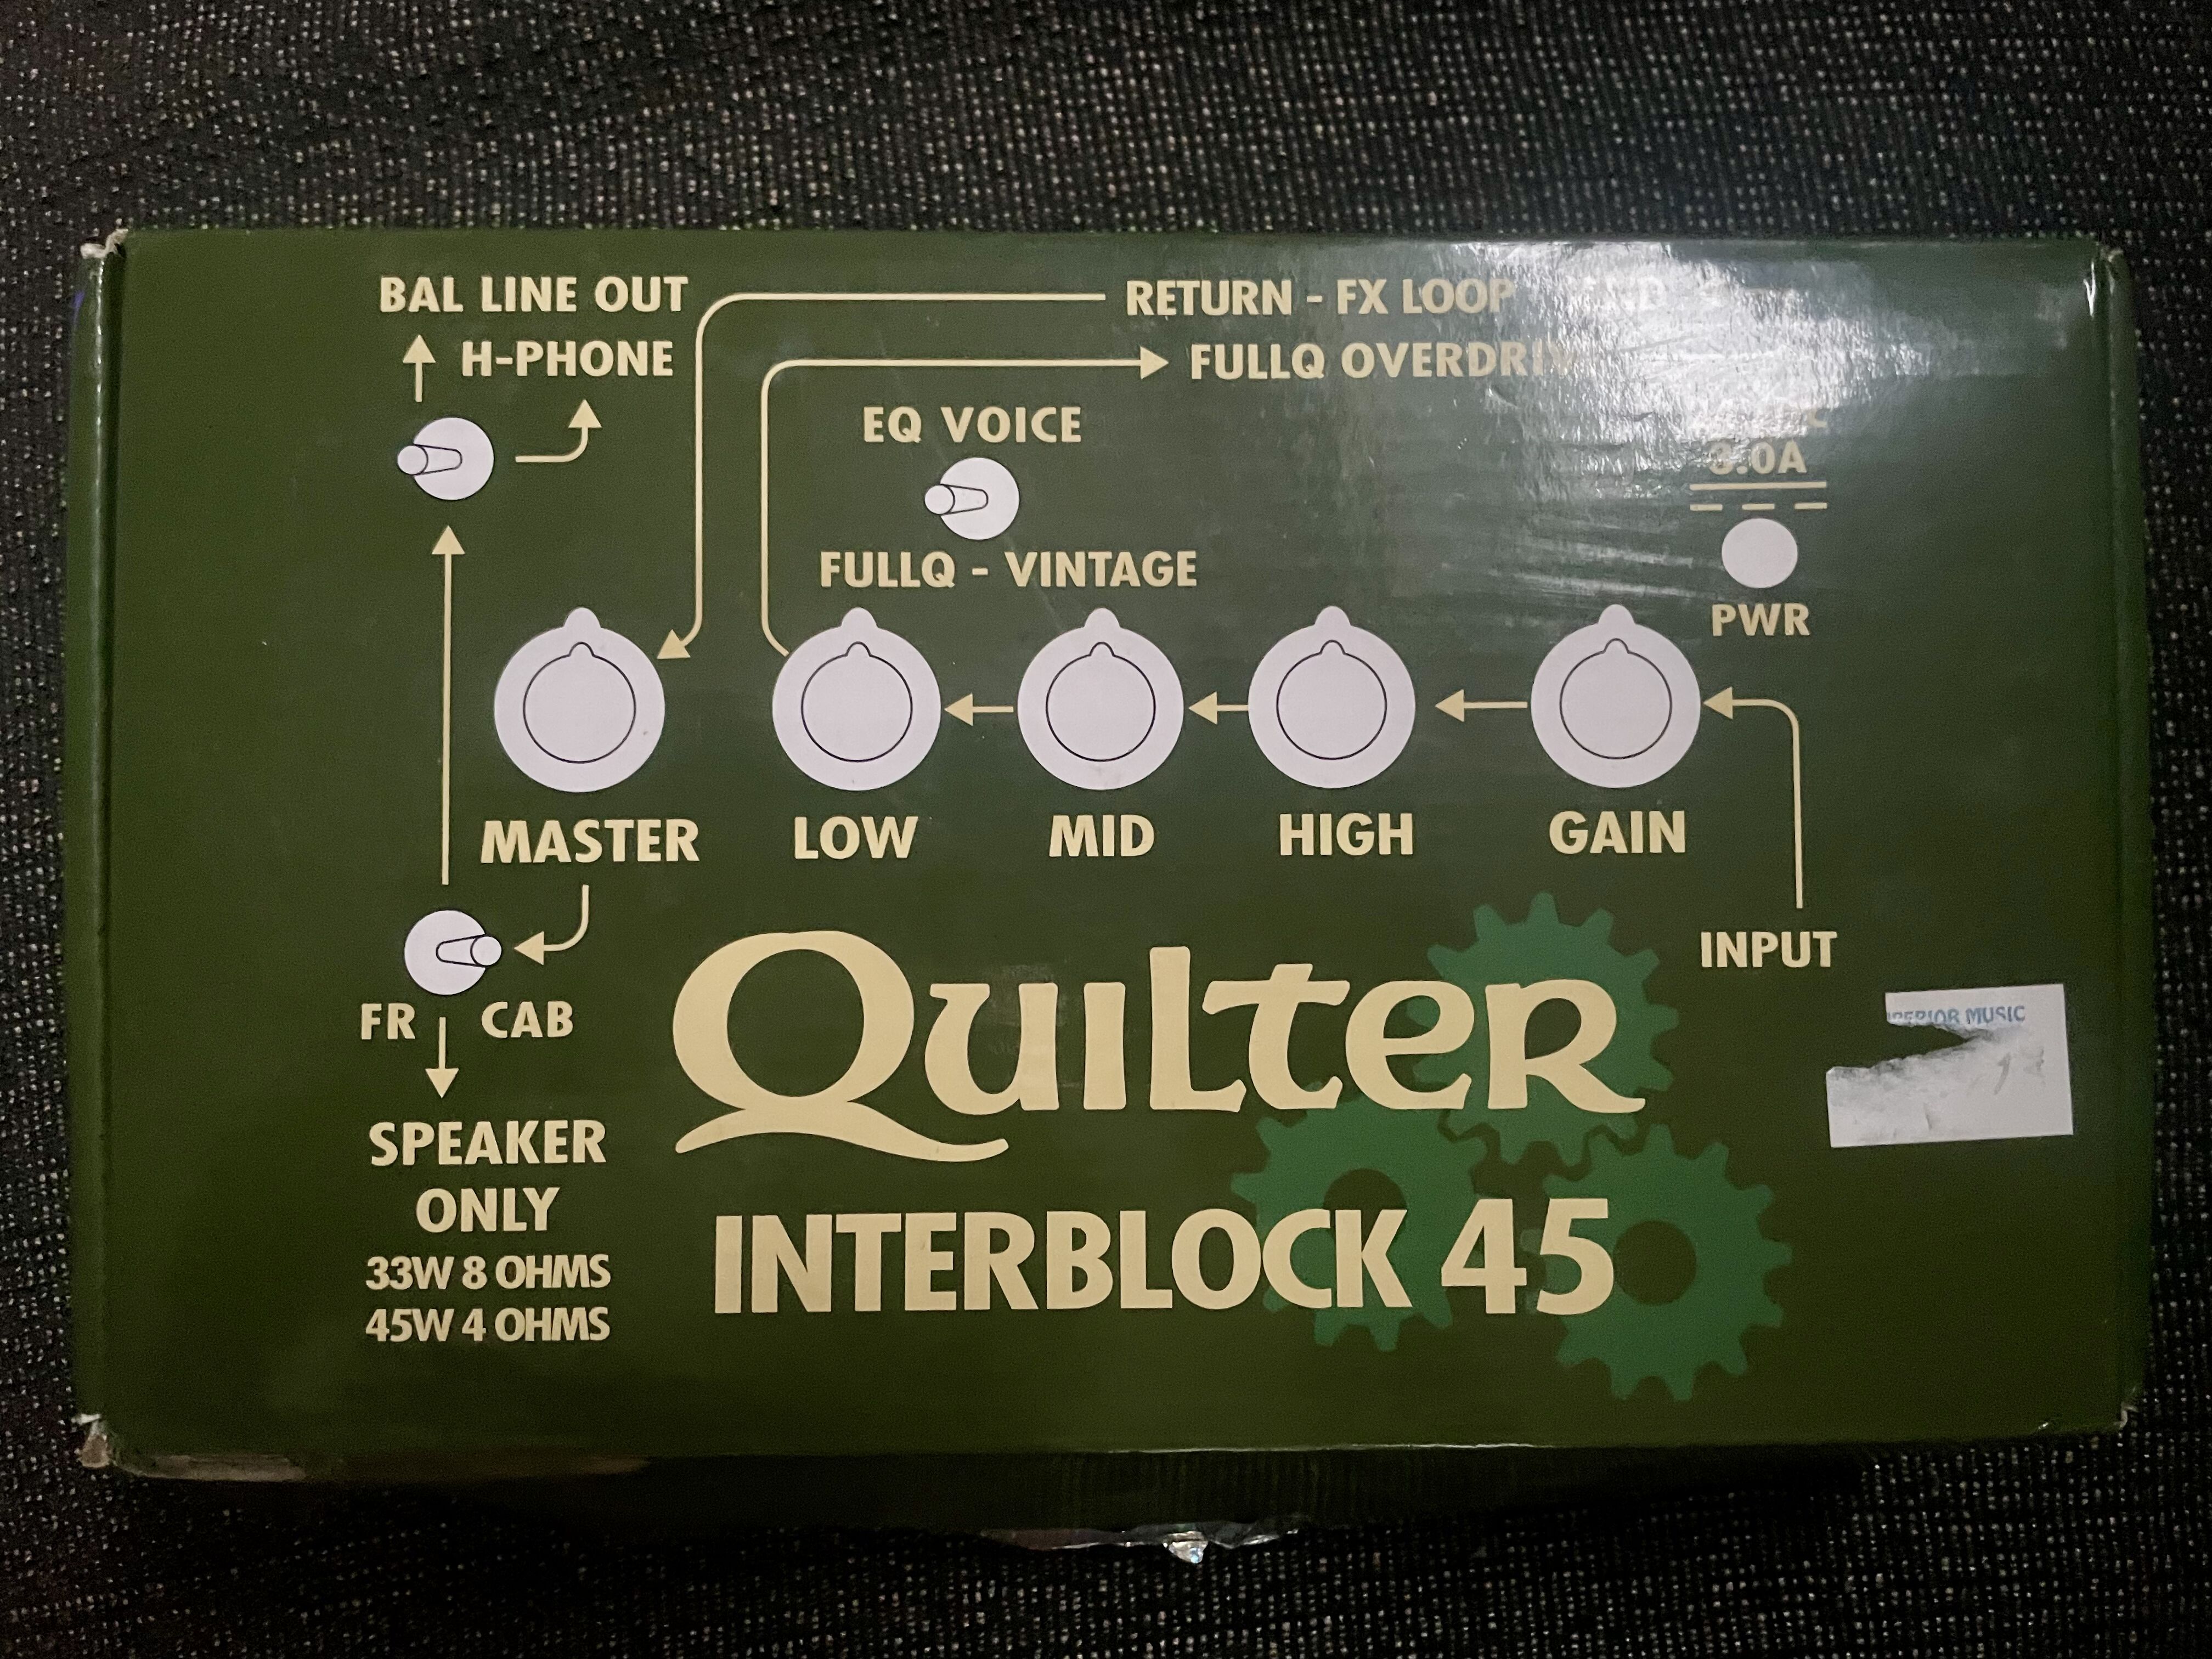 BAL LINE OUT
H-PHONE
RETURN - FX LOOP
FULLQ
EQ VOICE
FULLQ - VINTAGE
PWR
MASTER
LOW
MID
HIGH
GAIN
INPUT
FR
CAB
SPEAKER
ONLY
33W 8 OHMS
45W 4 OHMS
QUILTER
INTERBLOCK 45
MUSIC